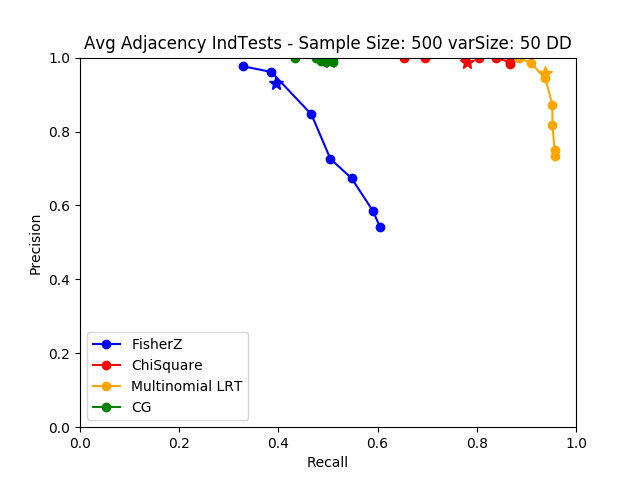 Avg Adjacency IndTests - Sample Size: 500 varSize: 50 DD
1.0
0.8
0.6
0.4
0.2
0.0
Precision
FisherZ
ChiSquare
Multinomial LRT
CG
0.0 0.2 0.4 0.6 0.8 1.0
Recall